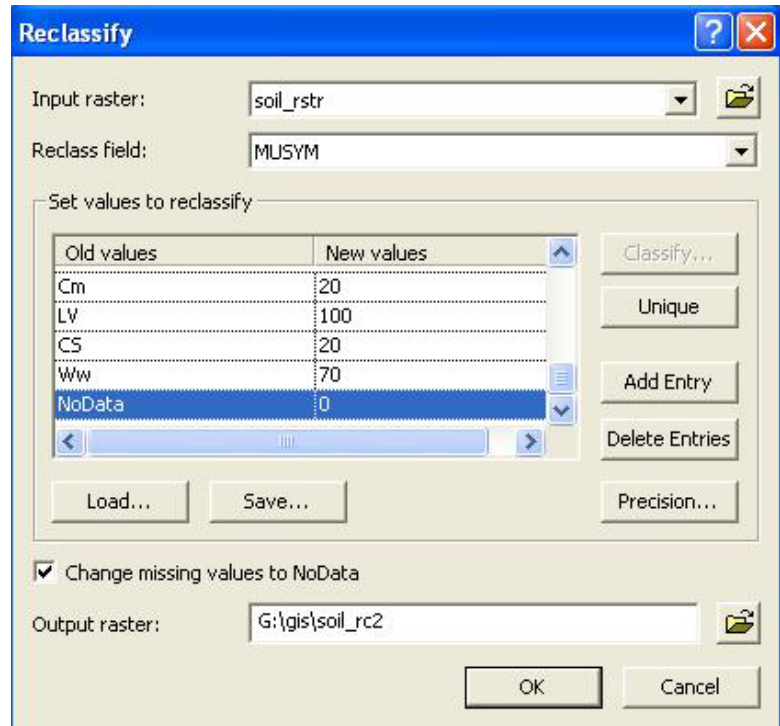 Reclassify
Input raster: soil_rstr
Reclass field: MUSYM
Set values to reclassify
Old values New values
Cm 20
LV 100
CS 20
Ww 70
NoData 0
Classify...
Unique
Add Entry
Delete Entries
Load... Save... Precision...
Change missing values to NoData
Output raster: G:\gis\soil_rc2
OK Cancel